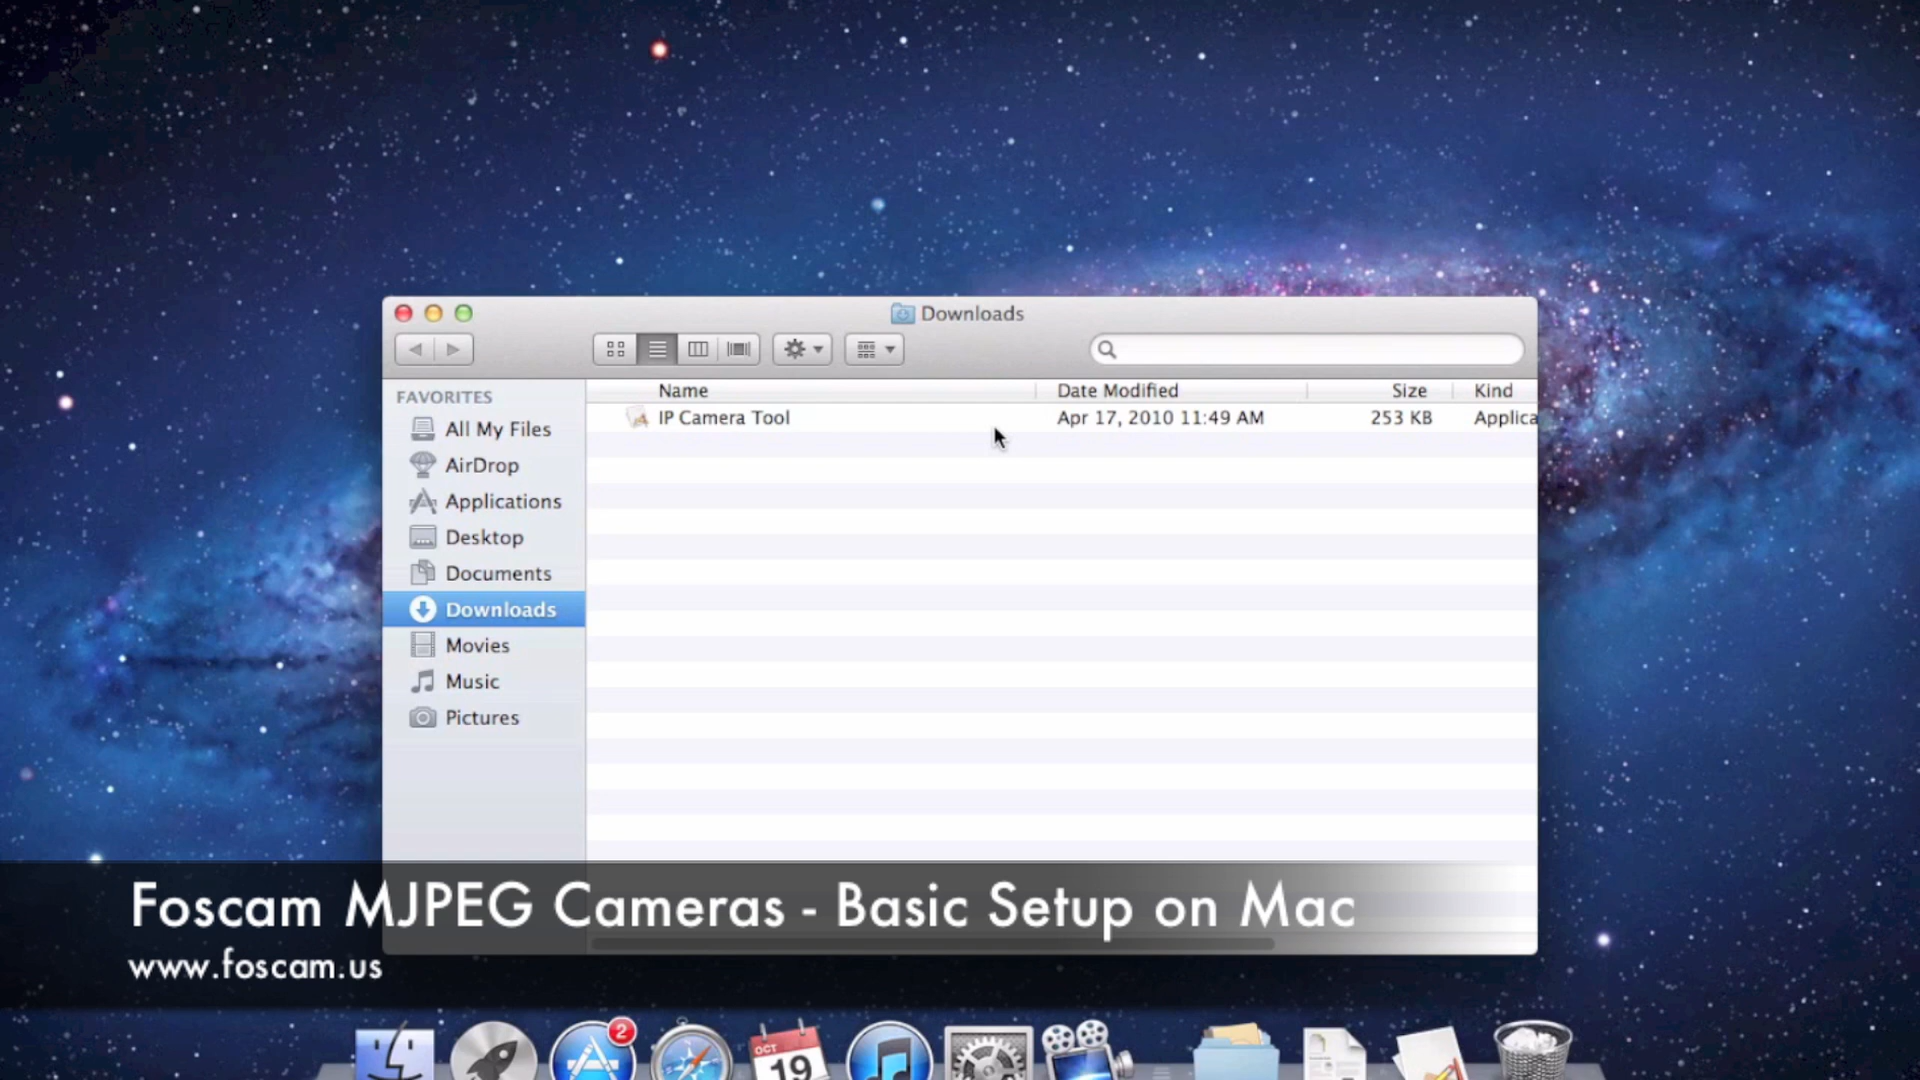 Downloads
FAVORITES
All My Files
AirDrop
Applications
Desktop
Documents
Downloads
Movies
Music
Pictures
Name Date Modified Size Kind
IP Camera Tool Apr 17, 2010 11:49 AM 253 KB Applica
Foscam MJPEG Cameras - Basic Setup on Mac
www.foscam.us
2
OCT
19